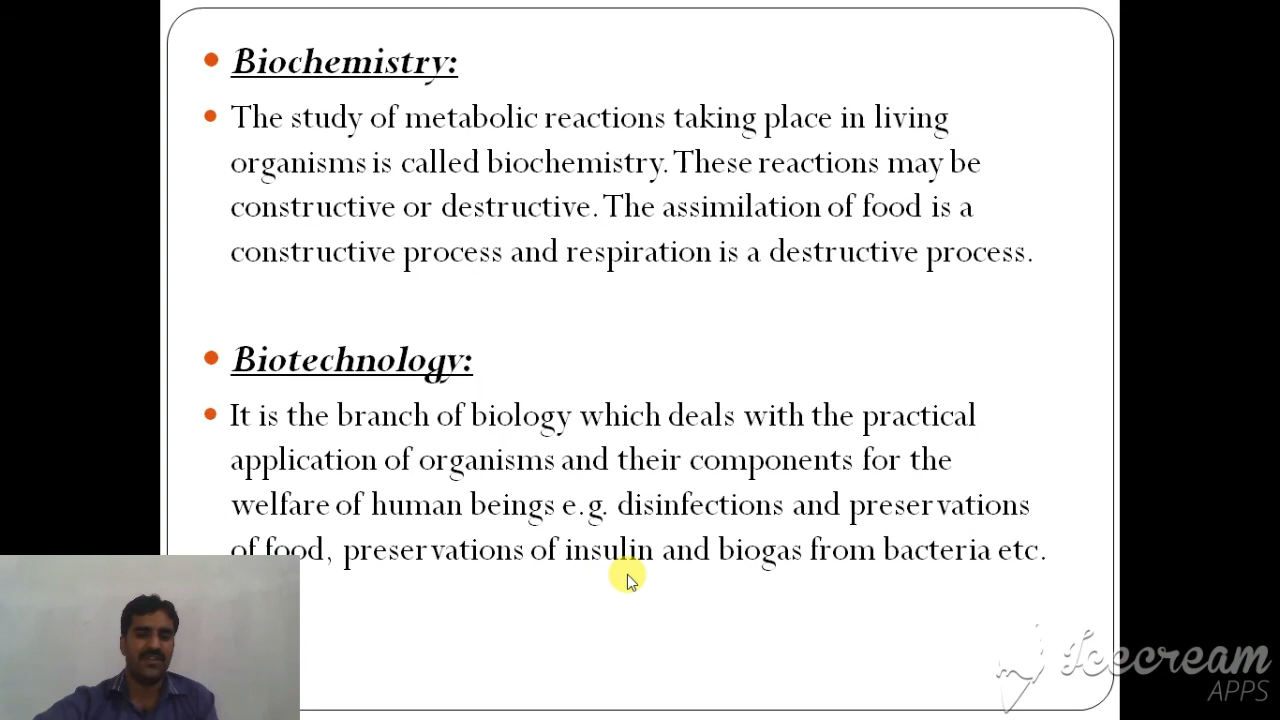 Biochemistry:
The study of metabolic reactions taking place in living
organisms is called biochemistry. These reactions may be
constructive or destructive. The assimilation of food is a
constructive process and respiration is a destructive process.
Biotechnology:
It is the branch of biology which deals with the practical
application of organisms and their components for the
welfare of human beings e.g. disinfections and preservations
of food, preservations of insulin and biogas from bacteria etc.
Icecream
APPS